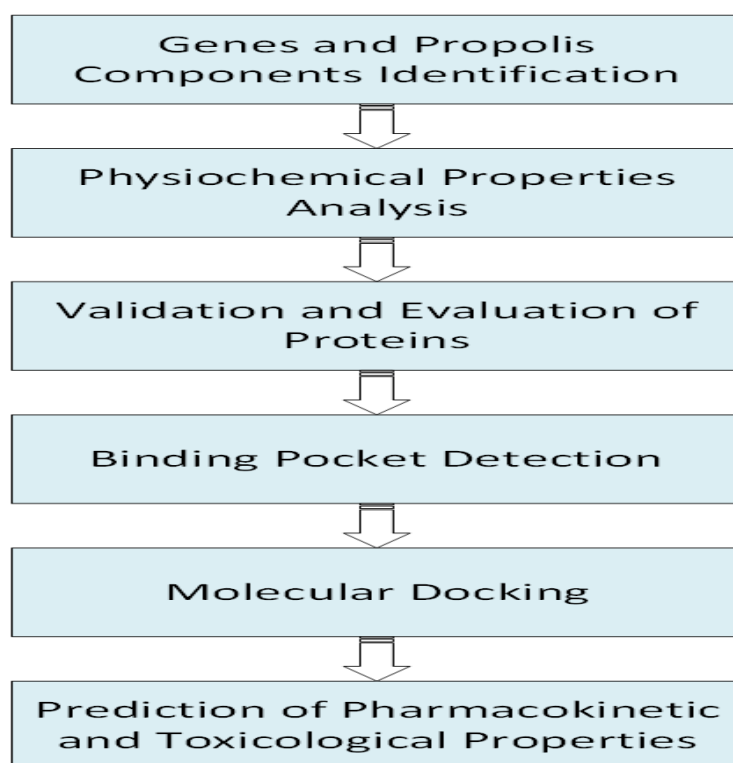 Genes and Propolis
Components Identification
Physiochemical Properties
Analysis
Validation and Evaluation of
Proteins
Binding Pocket Detection
Molecular Docking
Prediction of Pharmacokinetic
and Toxicological Properties